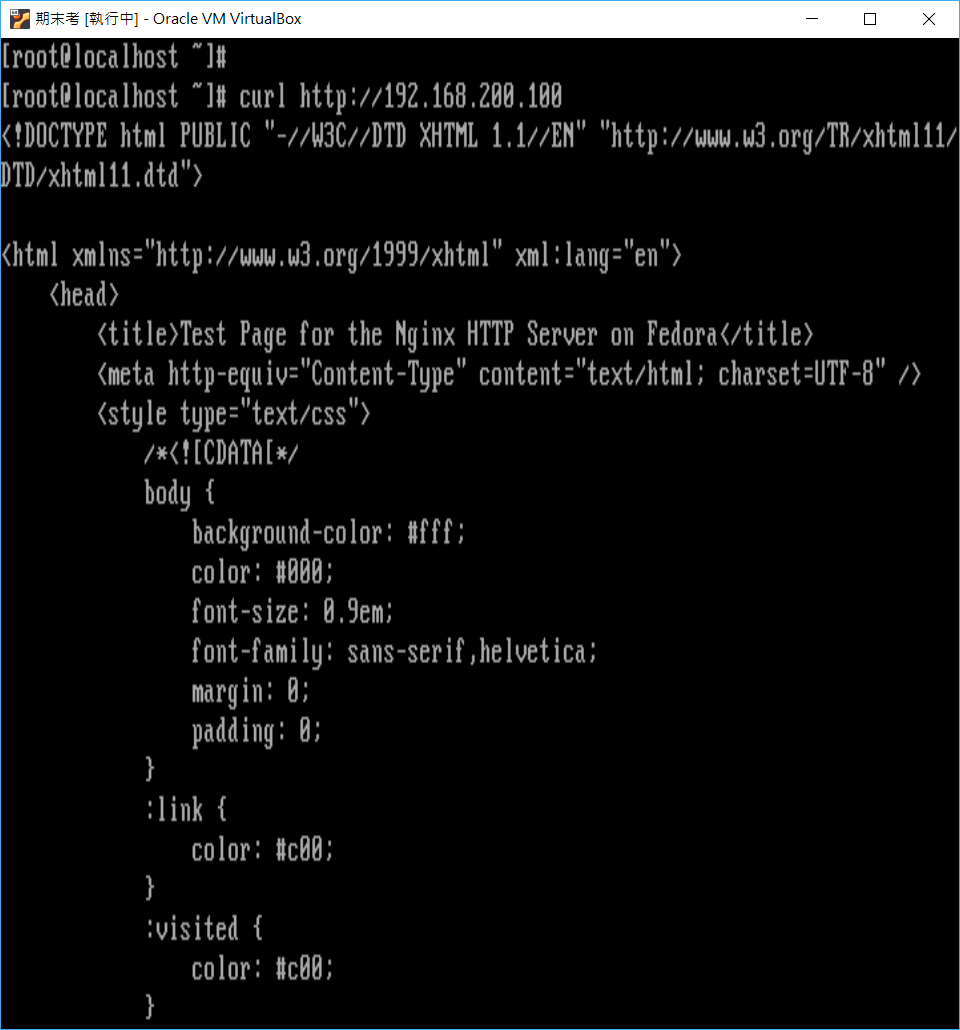 期末考 [執行中] - Oracle VM VirtualBox
[root@localhost ~]#
[root@localhost ~]# curl http://192.168.200.100
<!DOCTYPE html PUBLIC "-//W3C//DTD XHTML 1.1//EN" "http://www.w3.org/TR/xhtml11/
DTD/xhtml11.dtd">

<html xmlns="http://www.w3.org/1999/xhtml" xml:lang="en">
    <head>
        <title>Test Page for the Nginx HTTP Server on Fedora</title>
        <meta http-equiv="Content-Type" content="text/html; charset=UTF-8" />
        <style type="text/css">
            /*<![CDATA[*/
            body {
                background-color: #fff;
                color: #000;
                font-size: 0.9em;
                font-family: sans-serif,helvetica;
                margin: 0;
                padding: 0;
            }
            :link {
                color: #c00;
            }
            :visited {
                color: #c00;
            }